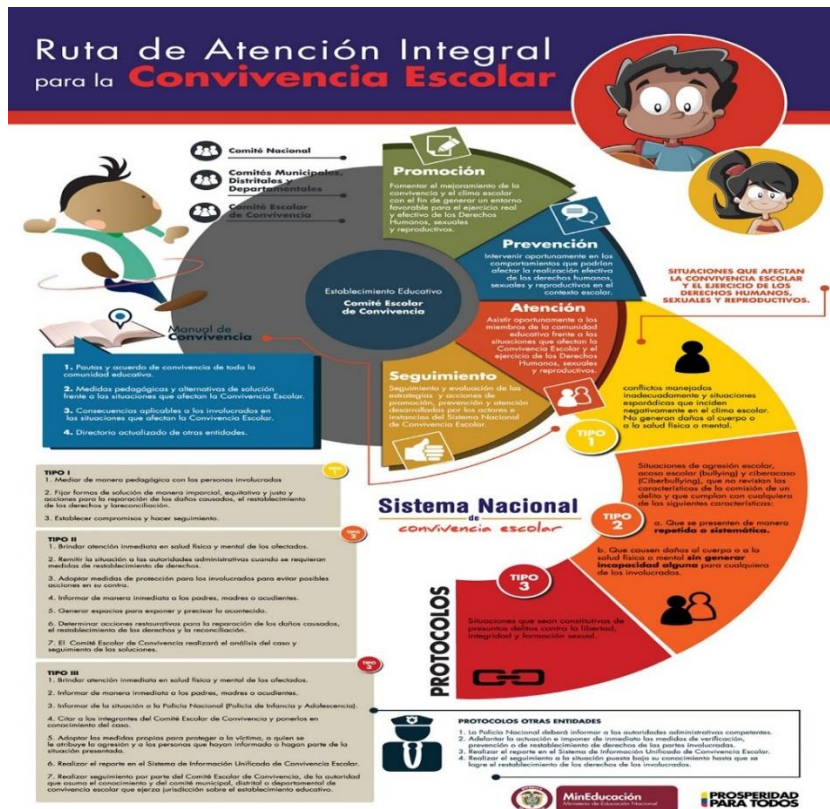 Ruta de Atención Integral
para la Convivencia Escolar
Comité Nacional
Comités Municipales,
Distritales y
Departamentales
Comité Escolar
de Convivencia
Promoción
Fomentar el mejoramiento de la
convivencia y el clima escolar
con el fin de generar un entorno
favorable para el ejercicio real
y efectivo de los Derechos
Humanos, sexuales
y reproductivos.
Prevención
Intervenir oportunamente en los
comportamientos que podrían
afectar la realización efectiva
de los derechos humanos,
sexuales y reproductivos en el
contexto escolar.
Establecimiento Educativo
Comité Escolar
de Convivencia
Atención
Asistir oportunamente a los
miembros de la comunidad
educativa frente a las
situaciones que afectan la
Convivencia Escolar y el
ejercicio de los Derechos
Humanos, sexuales
y reproductivos.
Seguimiento
Seguimiento y evaluación de las
estrategias y acciones de
promoción, prevención y atención
desarrolladas por los actores e
instancias del Sistema Nacional
de Convivencia Escolar.
SITUACIONES QUE AFECTAN
LA CONVIVENCIA ESCOLAR
Y EL EJERCICIO DE LOS
DERECHOS HUMANOS,
SEXUALES Y REPRODUCTIVOS.
Manual de
Convivencia
1. Pautas y acuerdo de convivencia de toda la
comunidad educativa.
2. Medidas pedagógicas y alternativas de solución
frente a las situaciones que afectan la Convivencia Escolar.
3. Consecuencias aplicables a los involucrados en
las situaciones que afectan la Convivencia Escolar.
4. Directorio actualizado de otras entidades.
TIPO
1
conflictos manejados
inadecuadamente y situaciones
esporádicas que inciden
negativamente en el clima escolar.
No generan daños al cuerpo o
a la salud física o mental.
TIPO
2
Situaciones de agresión escolar,
acoso escolar (bullying) y ciberacoso
(Ciberbullying), que no revistan las
características de la comisión de un
delito y que cumplan con cualquiera
de las siguientes características:
a. Que se presenten de manera
repetida o sistemática.
b. Que causen daños al cuerpo o a la
salud física o mental sin generar
incapacidad alguna para cualquiera
de los involucrados.
TIPO
3
Situaciones que sean constitutivas de
presuntos delitos contra la libertad,
integridad y formación sexual.
PROTOCOLOS
Sistema Nacional
de
convivencia escolar
TIPO I
1. Mediar de manera pedagógica con las personas involucradas
2. Fijar formas de solución de manera imparcial, equitativa y justa y
acciones para la reparación de los daños causados, el restablecimiento
de los derechos y lareconciliación.
3. Establecer compromisos y hacer seguimiento.
TIPO II
1. Brindar atención inmediata en salud física y mental de los afectados.
2. Remitir la situación a las autoridades administrativas cuando se requieran
medidas de restablecimiento de derechos.
3. Adoptar medidas de protección para los involucrados para evitar posibles
acciones en su contra.
4. Informar de manera inmediata a los padres, madres o acudientes.
5. Generar espacios para exponer y precisar lo acontecido.
6. Determinar acciones restaurativas para la reparación de los daños causados,
el restablecimiento de los derechos y la reconciliación.
7. El Comité Escolar de Convivencia realizará el análisis del caso y
seguimiento de las soluciones.
TIPO III
1. Brindar atención inmediata en salud física y mental de los afectados.
2. Informar de manera inmediata a los padres, madres o acudientes.
3. Informar de la situación a la Policía Nacional (Policía de Infancia y Adolescencia).
4. Citar a los integrantes del Comité Escolar de Convivencia y ponerlos en
conocimiento del caso.
5. Adoptar las medidas propias para proteger a la víctima, a quien se
le atribuye la agresión y a las personas que hayan informado o hagan parte de la
situación presentada.
6. Realizar el reporte en el Sistema de Información Unificado de Convivencia Escolar.
7. Realizar seguimiento por parte del Comité Escolar de Convivencia, de la autoridad
que asuma el conocimiento y del comité municipal, distrital o departamental de
convivencia escolar que ejerza jurisdicción sobre el establecimiento educativo.
PROTOCOLOS OTRAS ENTIDADES
1. La Policía Nacional deberá informar a las autoridades administrativas competentes.
2. Adelantar la actuación e imponer de inmediato las medidas de verificación,
prevención o de restablecimiento de derechos de las partes involucradas.
3. Realizar el reporte en el Sistema de Información Unificado de Convivencia Escolar.
4. Realizar el seguimiento a la situación puesta bajo su conocimiento hasta que se
logre el restablecimiento de los derechos de los involucrados.
MinEducación
Ministerio de Educación Nacional
PROSPERIDAD
PARA TODOS